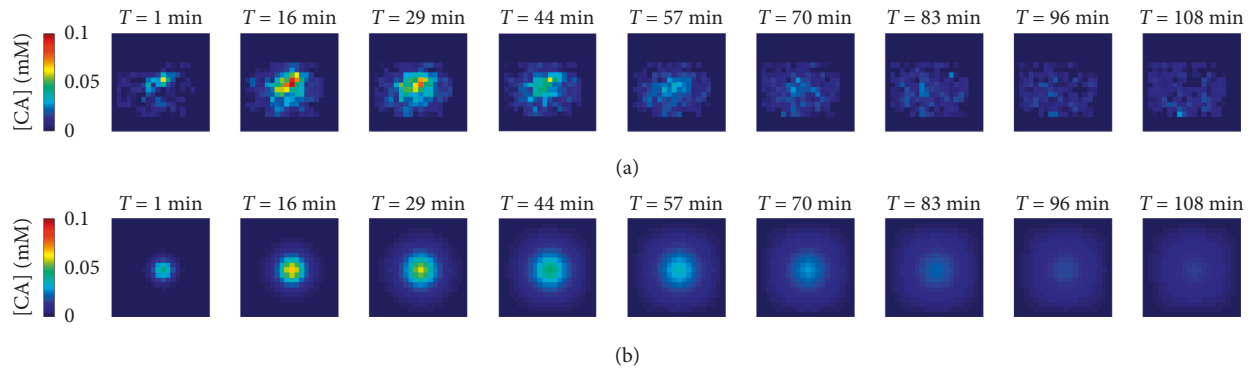 T = 1 min T = 16 min T = 29 min T = 44 min T = 57 min T = 70 min T = 83 min T = 96 min T = 108 min
[CA] (mM)
0.1
0.05
0
(a)
T = 1 min T = 16 min T = 29 min T = 44 min T = 57 min T = 70 min T = 83 min T = 96 min T = 108 min
[CA] (mM)
0.1
0.05
0
(b)